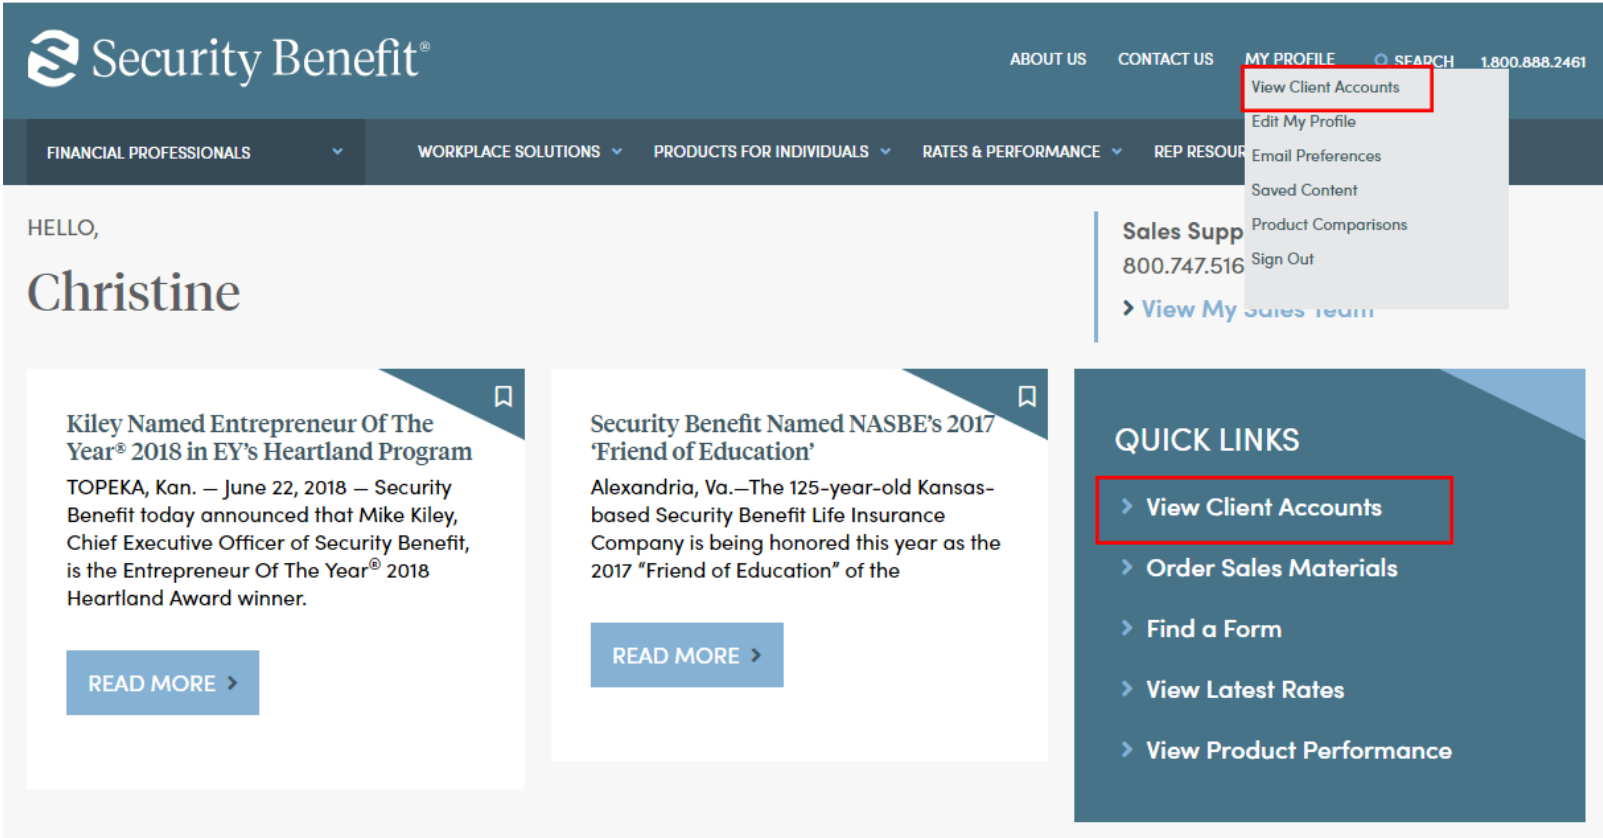 Security Benefit®
ABOUT US
CONTACT US
MY PROFILE
SEARCH
1.800.888.2461
View Client Accounts
Edit My Profile
Email Preferences
Saved Content
Product Comparisons
Sign Out
FINANCIAL PROFESSIONALS
WORKPLACE SOLUTIONS
PRODUCTS FOR INDIVIDUALS
RATES & PERFORMANCE
REP RESOUR
HELLO,
Christine
Sales Supp
800.747.516
View My Sales Team
Kiley Named Entrepreneur Of The
Year® 2018 in EY’s Heartland Program
TOPEKA, Kan. — June 22, 2018 — Security
Benefit today announced that Mike Kiley,
Chief Executive Officer of Security Benefit,
is the Entrepreneur Of The Year® 2018
Heartland Award winner.
READ MORE
Security Benefit Named NASBE’s 2017
‘Friend of Education’
Alexandria, Va.—The 125-year-old Kansas-
based Security Benefit Life Insurance
Company is being honored this year as the
2017 “Friend of Education” of the
READ MORE
QUICK LINKS
View Client Accounts
Order Sales Materials
Find a Form
View Latest Rates
View Product Performance